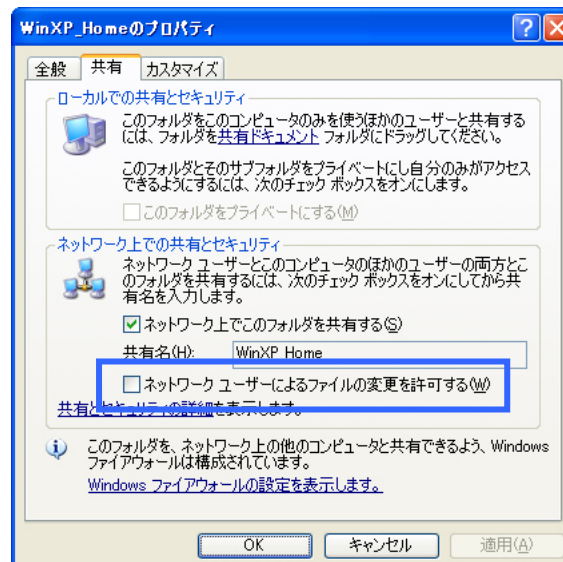 WinXP_Homeのプロパティ
全般 共有 カスタマイズ
ローカルでの共有とセキュリティ
このフォルダをこのコンピュータのみを使うほかのユーザーと共有する
には、フォルダを共有ドキュメント フォルダにドラッグしてください。
このフォルダとそのサブフォルダをプライベートにし自分のみがアクセス
できるようにするには、次のチェック ボックスをオンにします。
このフォルダをプライベートにする(M)
ネットワーク上での共有とセキュリティ
ネットワーク ユーザーとこのコンピュータのほかのユーザーの両方とこ
のフォルダを共有するには、次のチェック ボックスをオンにしてから共
有名を入力します。
ネットワーク上でこのフォルダを共有する(S)
共有名(H): WinXP Home
ネットワーク ユーザーによるファイルの変更を許可する(W)
共有とセキュリティの詳細を表示します。
このフォルダを、ネットワーク上の他のコンピュータと共有できるよう、Windows
ファイアウォールは構成されています。
Windows ファイアウォールの設定を表示します。
OK キャンセル 適用(A)